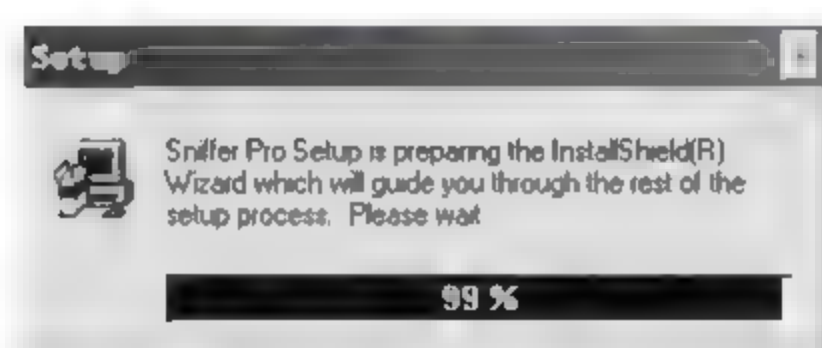 Setup
Sniffer Pro Setup is preparing the InstallShield(R)
Wizard which will guide you through the rest of the
setup process. Please wait
99 %